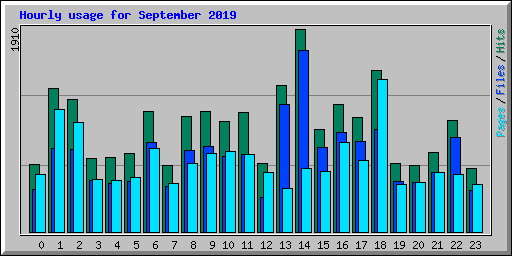 Hourly usage for September 2019
1910
Pages/Files/Hits
0 1 2 3 4 5 6 7 8 9 10 11 12 13 14 15 16 17 18 19 20 21 22 23